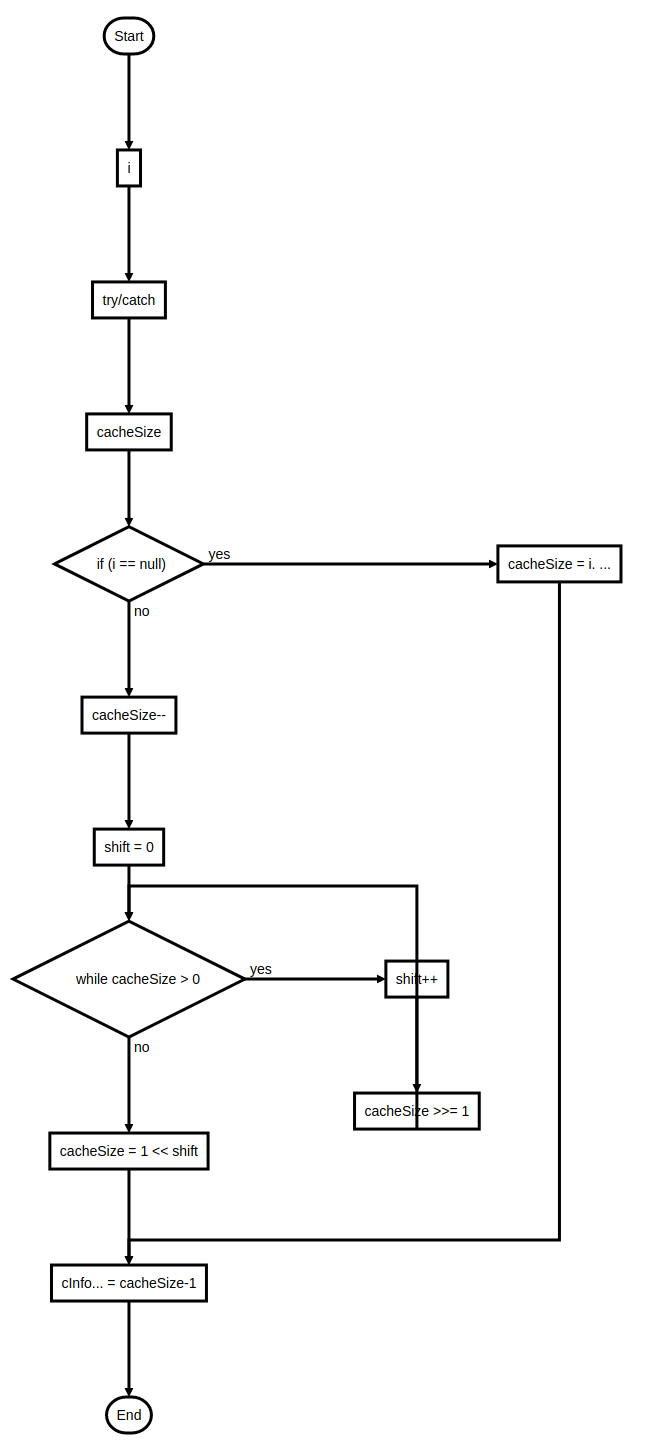 Start
i
try/catch
cacheSize
if (i == null)
yes
cacheSize = i. ...
no
cacheSize--
shift = 0
while cacheSize > 0
yes
shift++
no
cacheSize >>= 1
cacheSize = 1 << shift
cInfo... = cacheSize-1
End